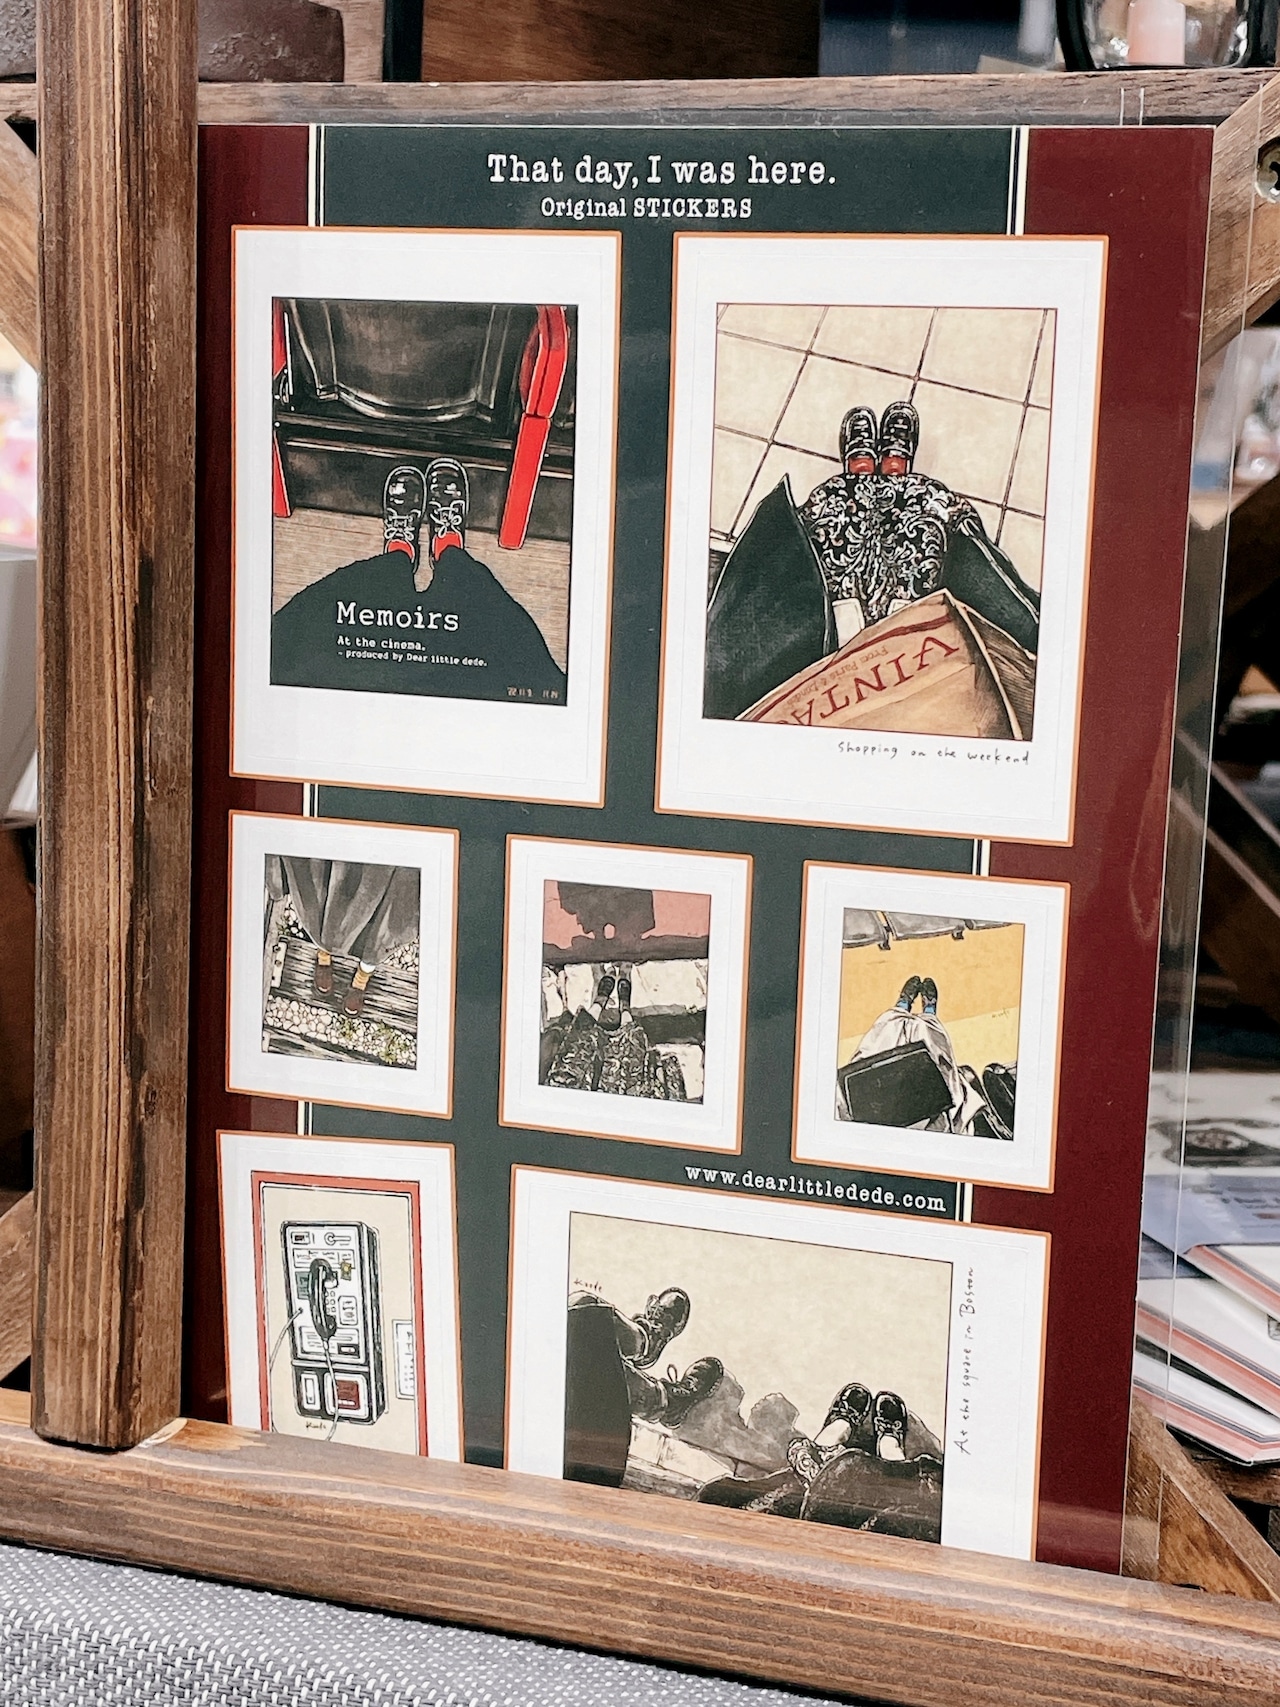 That day, I was here.
Original STICKERS
Memoirs
At the cinema.
- produced by Dear little dede.
VINTA
Shopping on the weekend
www.dearlittledede.com
At the square in Boston